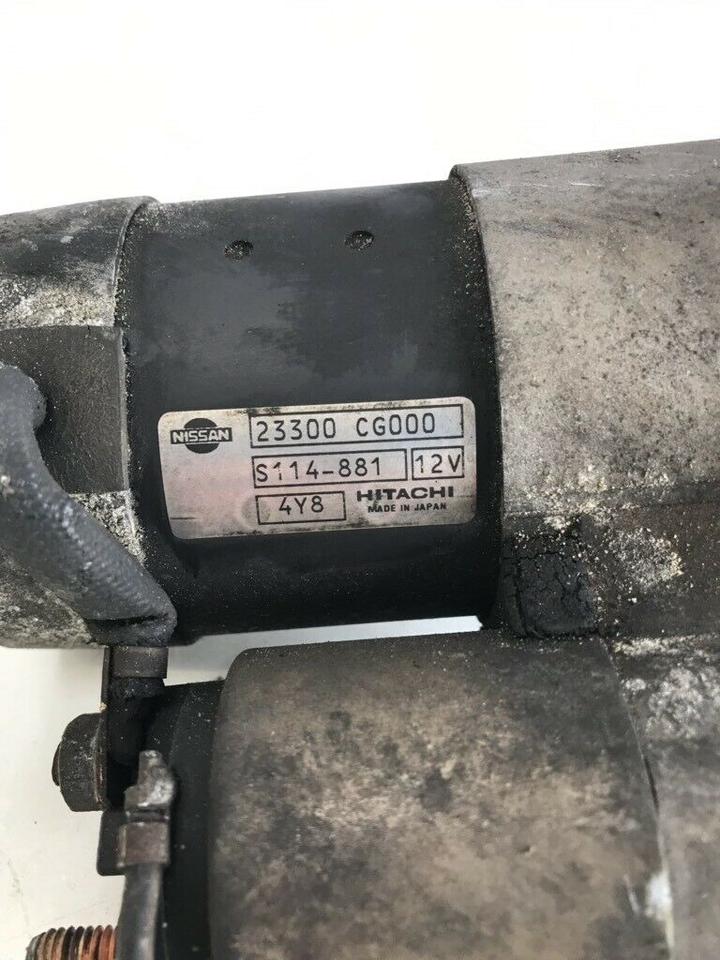 NISSAN 23300 CG000
S114-881 12V
4Y8 HITACHI
MADE IN JAPAN